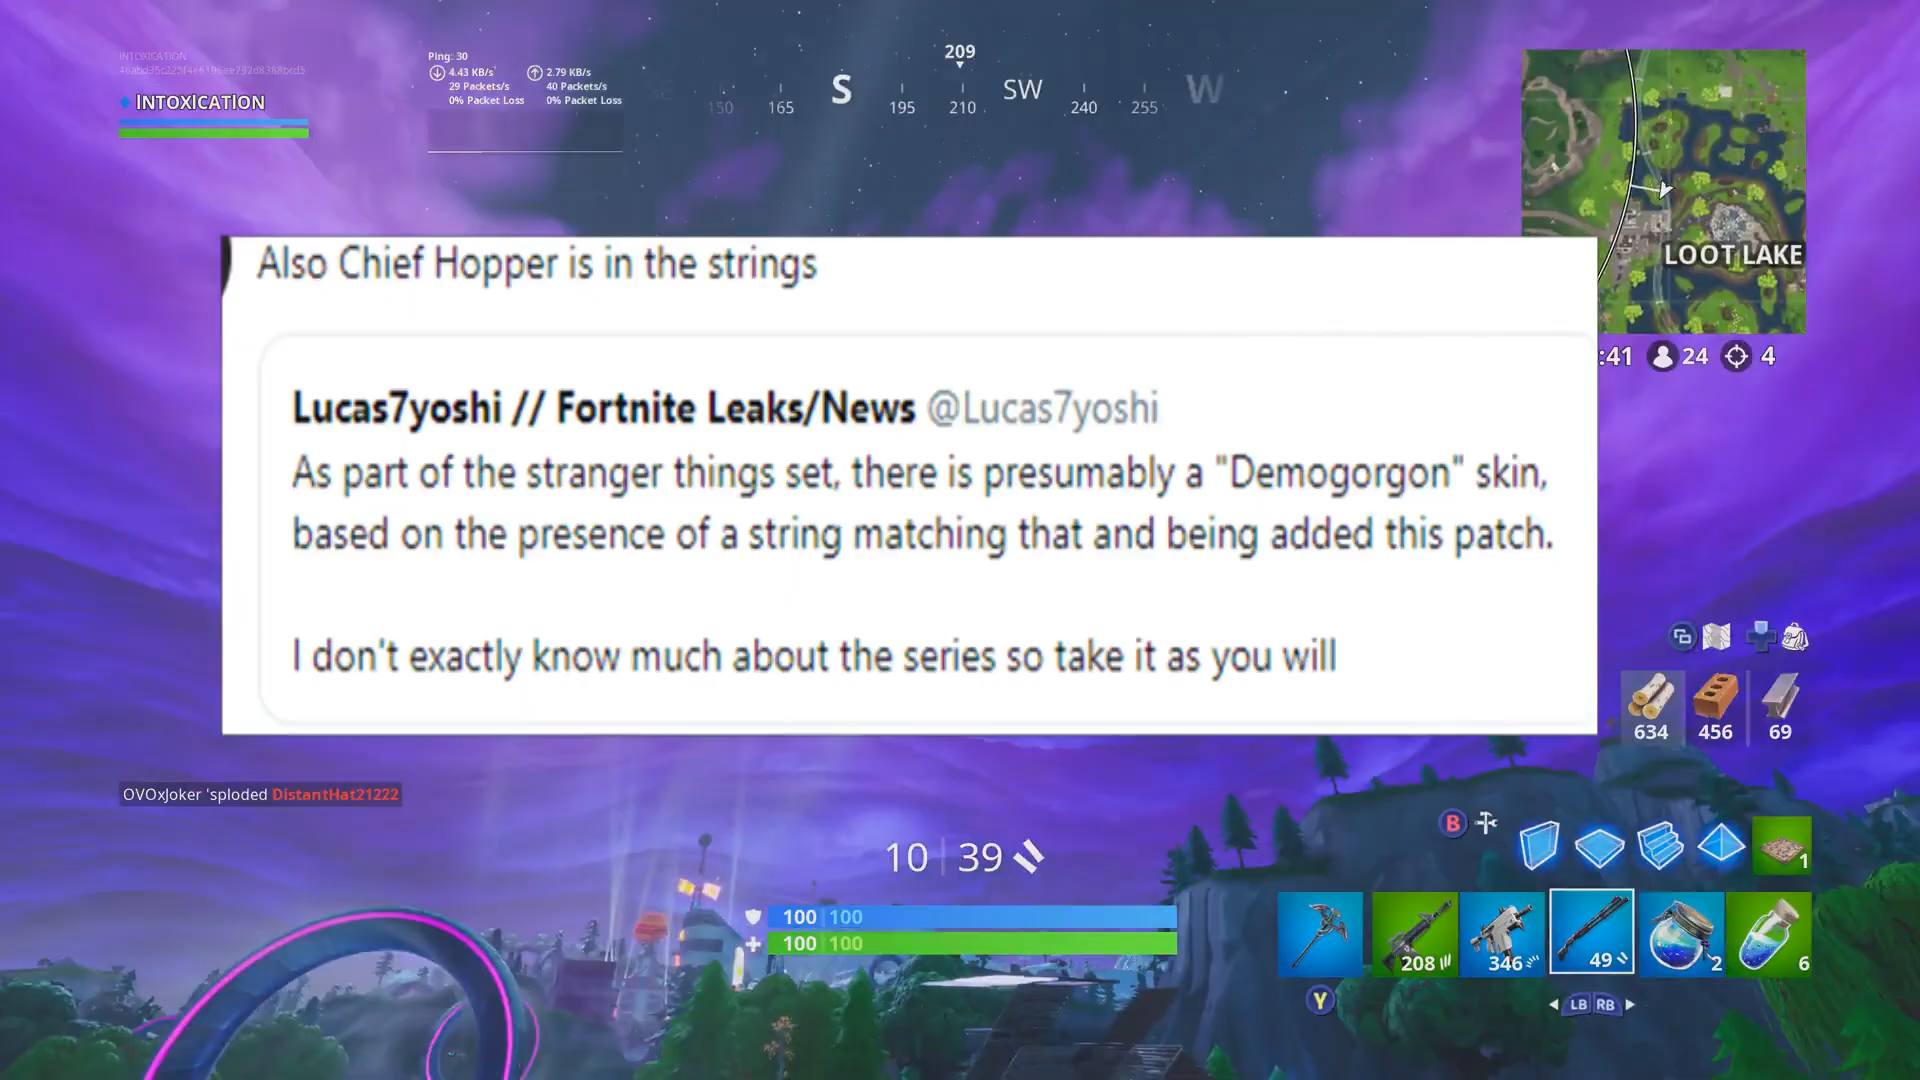 INTOXICATION
INTOXICATION
Ping: 30
4.43 KB/s
2.79 KB/s
29 Packets/s
40 Packets/s
0% Packet Loss
0% Packet Loss
209
150
165
S
195
210
SW
240
255
W
LOOT LAKE
:41
24
4
Also Chief Hopper is in the strings
Lucas7yoshi // Fortnite Leaks/News @Lucas7yoshi
As part of the stranger things set, there is presumably a "Demogorgon" skin,
based on the presence of a string matching that and being added this patch.
I don't exactly know much about the series so take it as you will
634
456
69
OVOxJoker 'sploded DistantHat21222
B
1
10 | 39
100 | 100
100 | 100
208
346
49
2
6
Y
LB
RB